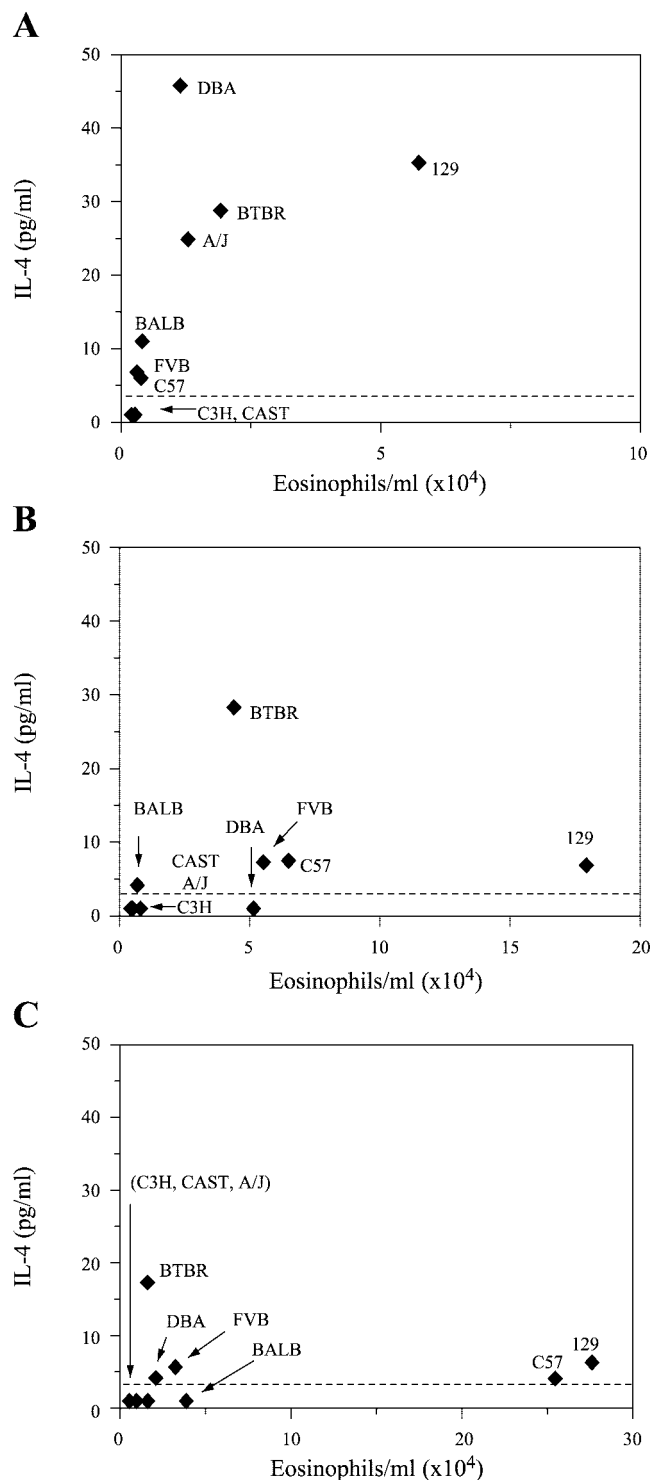 A
50
40
30
20
10
0
IL-4 (pg/ml)
DBA
129
BTBR
A/J
BALB
FVB
C57
C3H, CAST
0 5 10
Eosinophils/ml (x10⁴)
B
50
40
30
20
10
0
IL-4 (pg/ml)
BTBR
BALB
FVB
DBA
CAST
A/J
C3H
C57
129
0 5 10 15 20
Eosinophils/ml (x10⁴)
C
50
40
30
20
10
0
IL-4 (pg/ml)
(C3H, CAST, A/J)
BTBR
DBA
FVB
BALB
C57
129
0 10 20 30
Eosinophils/ml (x10⁴)